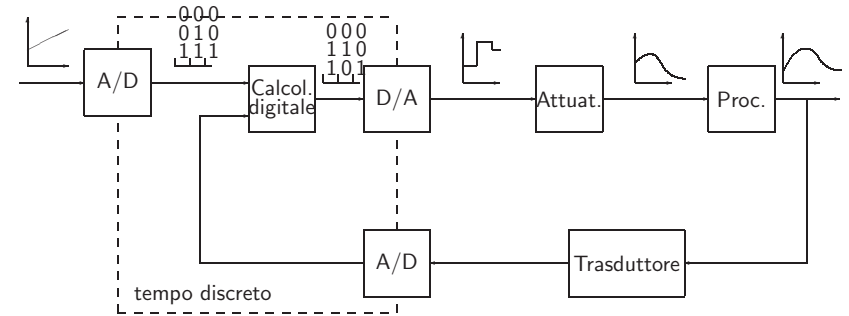 000
010
111
000
110
101
A/D
Calcol.
digitale
D/A
Attuat.
Proc.
A/D
Trasduttore
tempo discreto